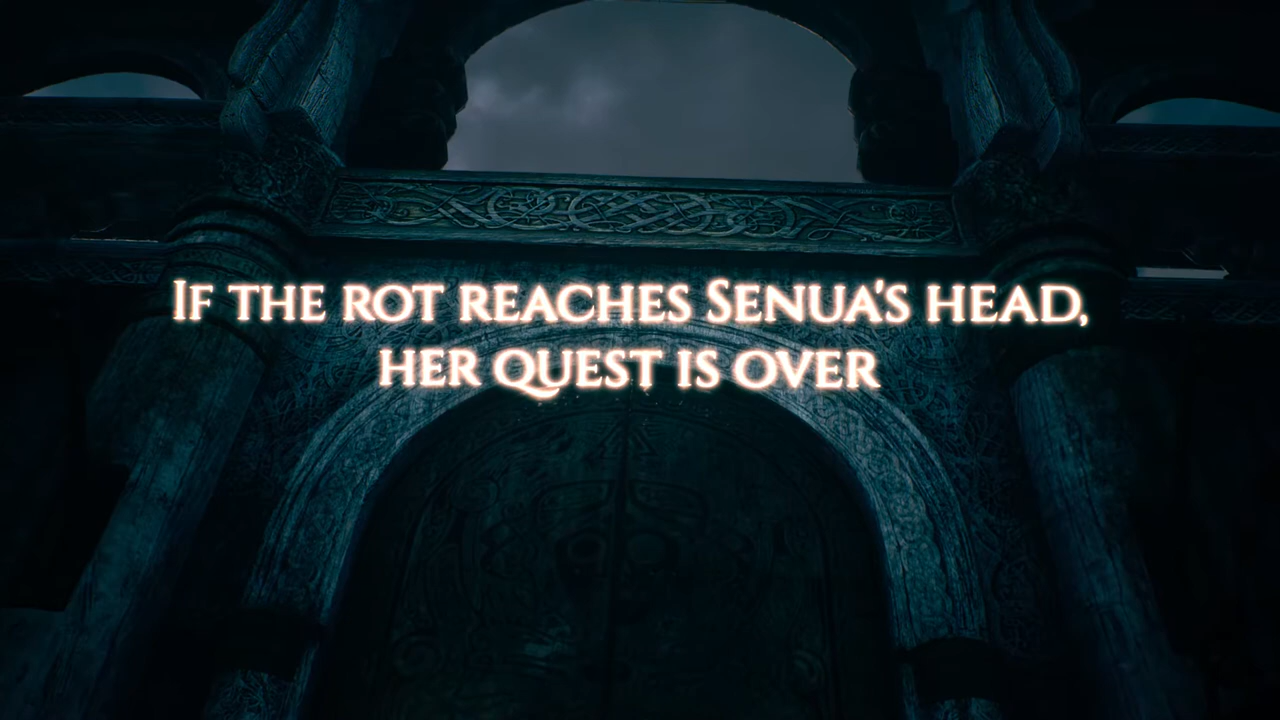 If the rot reaches Senua's head,
her quest is over